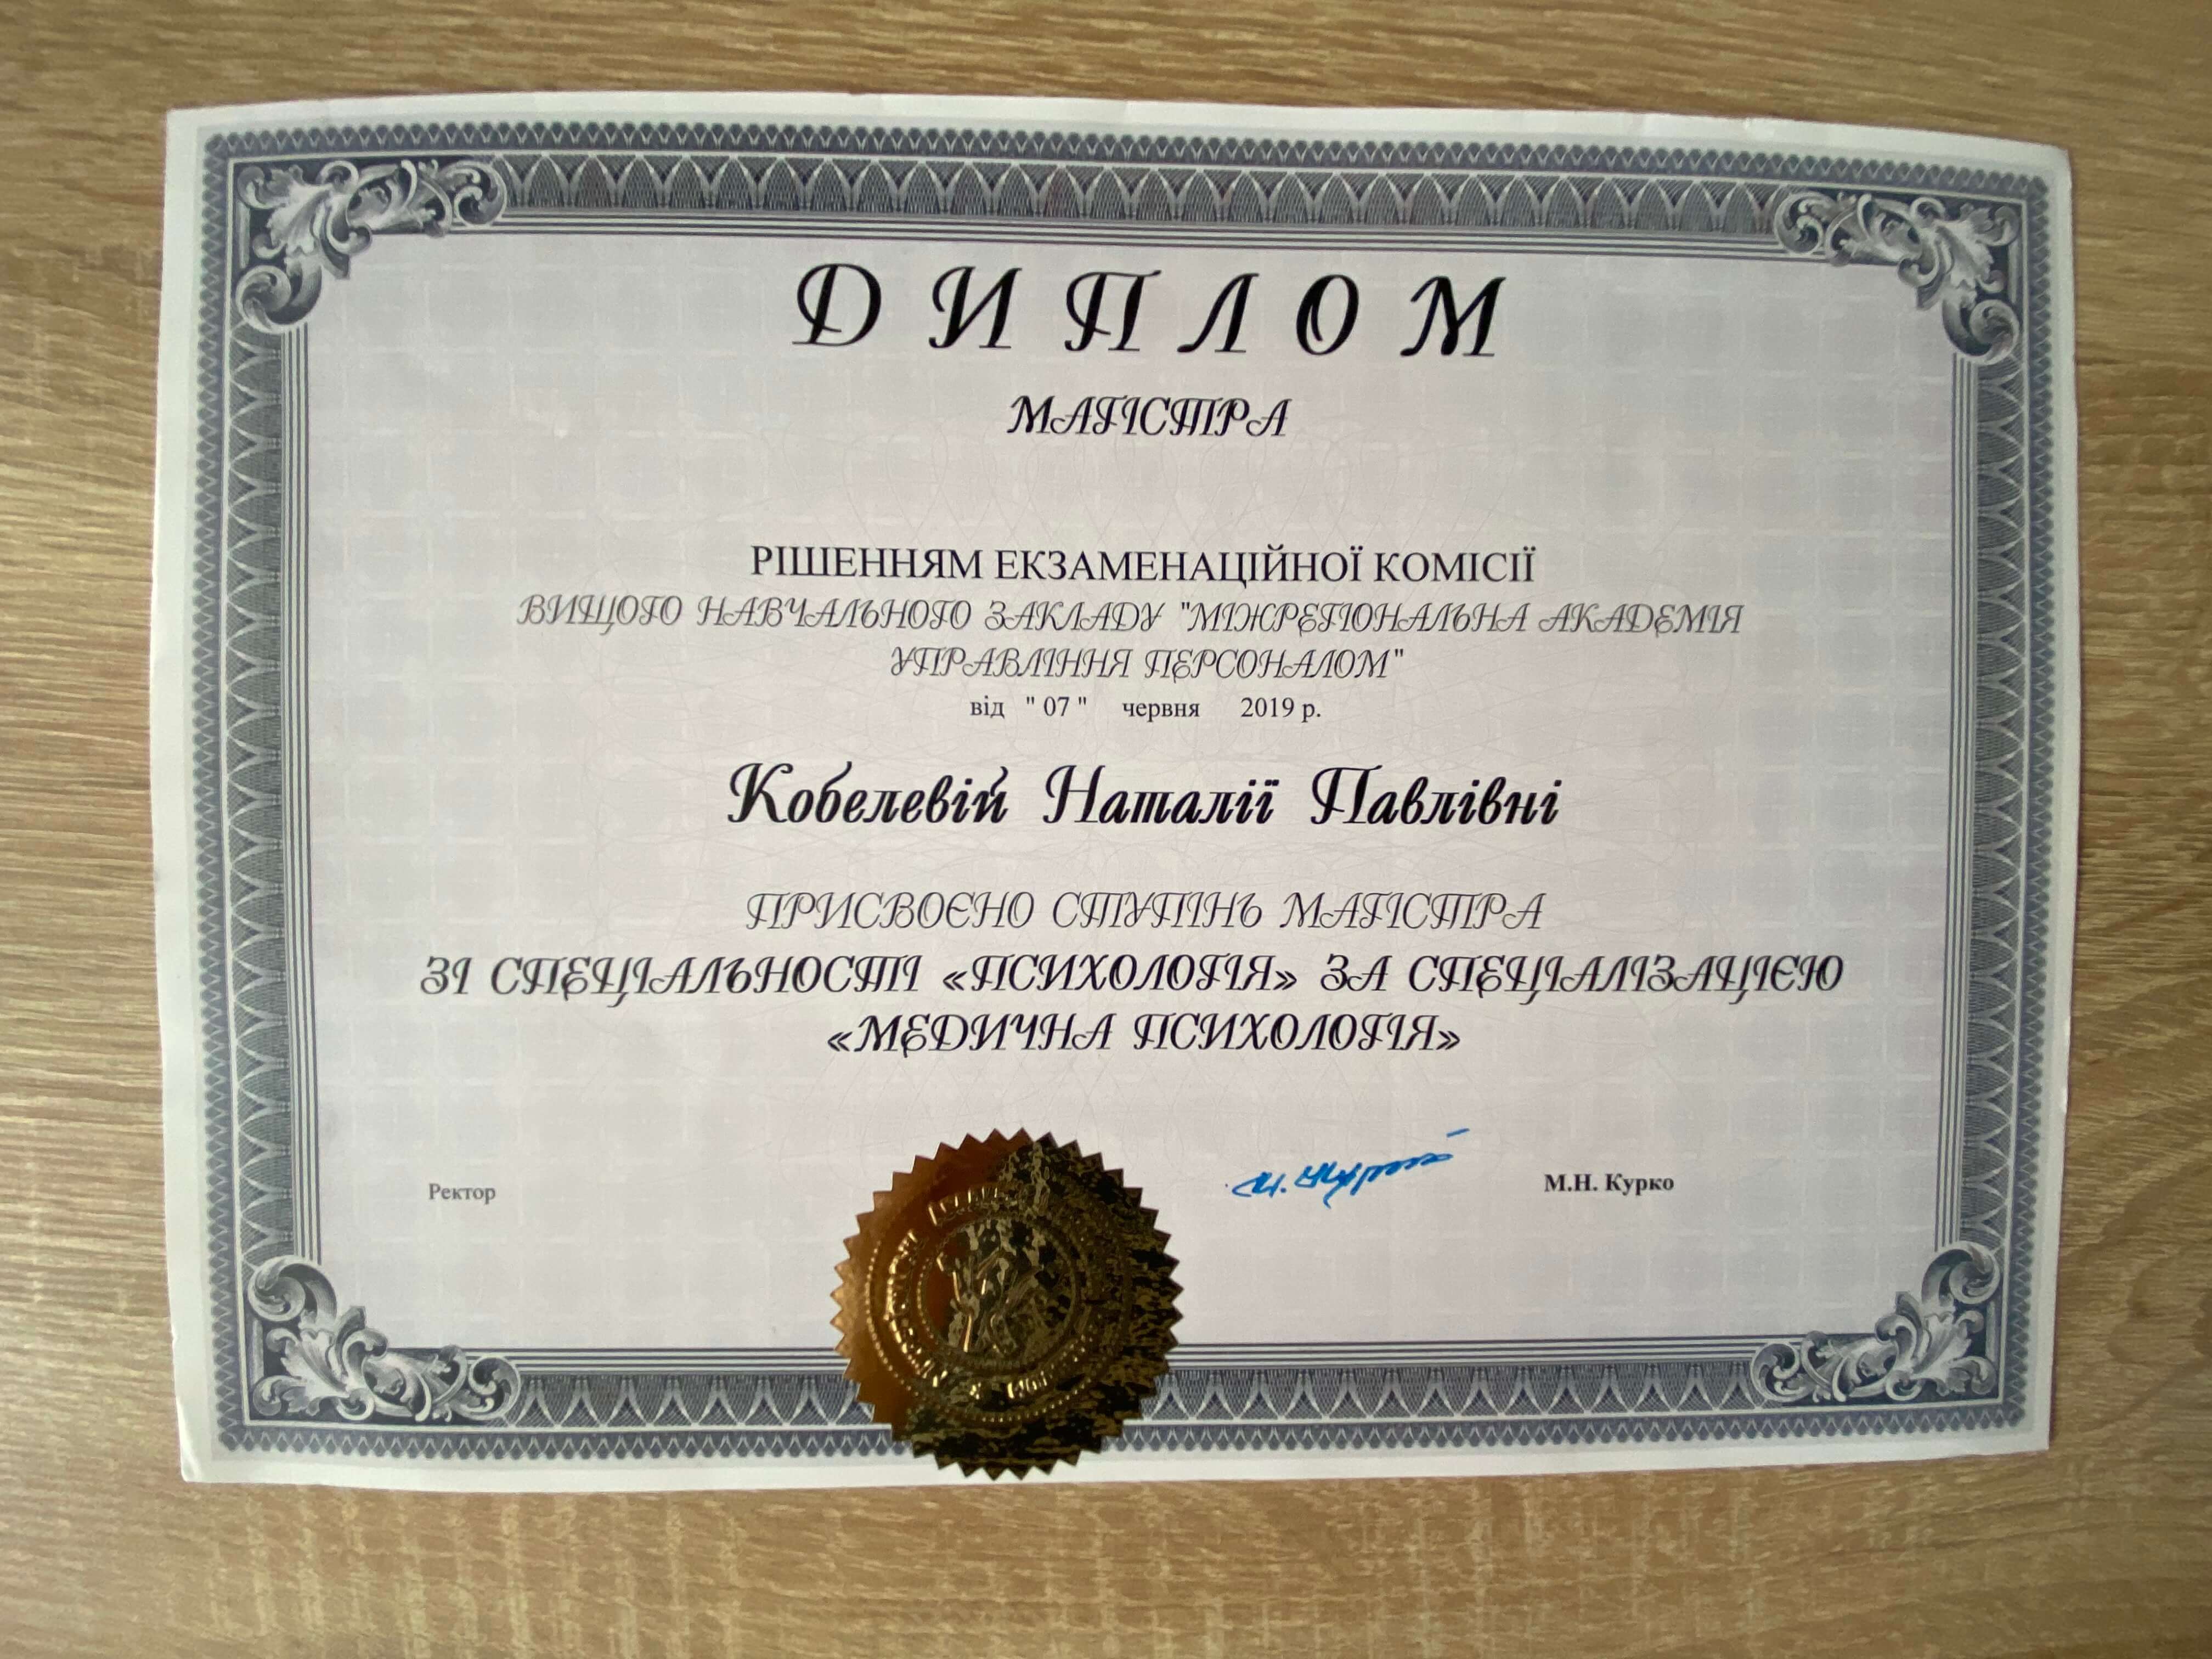 ДИПЛОМ
МАГІСТРА
РІШЕННЯМ ЕКЗАМЕНАЦІЙНОЇ КОМІСІЇ
ВИЩОГО НАВЧАЛЬНОГО ЗАКЛАДУ "МІЖРЕГІОНАЛЬНА АКАДЕМІЯ
УПРАВЛІННЯ ПЕРСОНАЛОМ"
від " 07 " червня 2019 р.
Кобелевій Наталії Павлівні
ПРИСВОЄНО СТУПІНЬ МАГІСТРА
ЗІ СПЕЦІАЛЬНОСТІ «ПСИХОЛОГІЯ» ЗА СПЕЦІАЛІЗАЦІЄЮ
«МЕДИЧНА ПСИХОЛОГІЯ»
Ректор М.Н. Курко